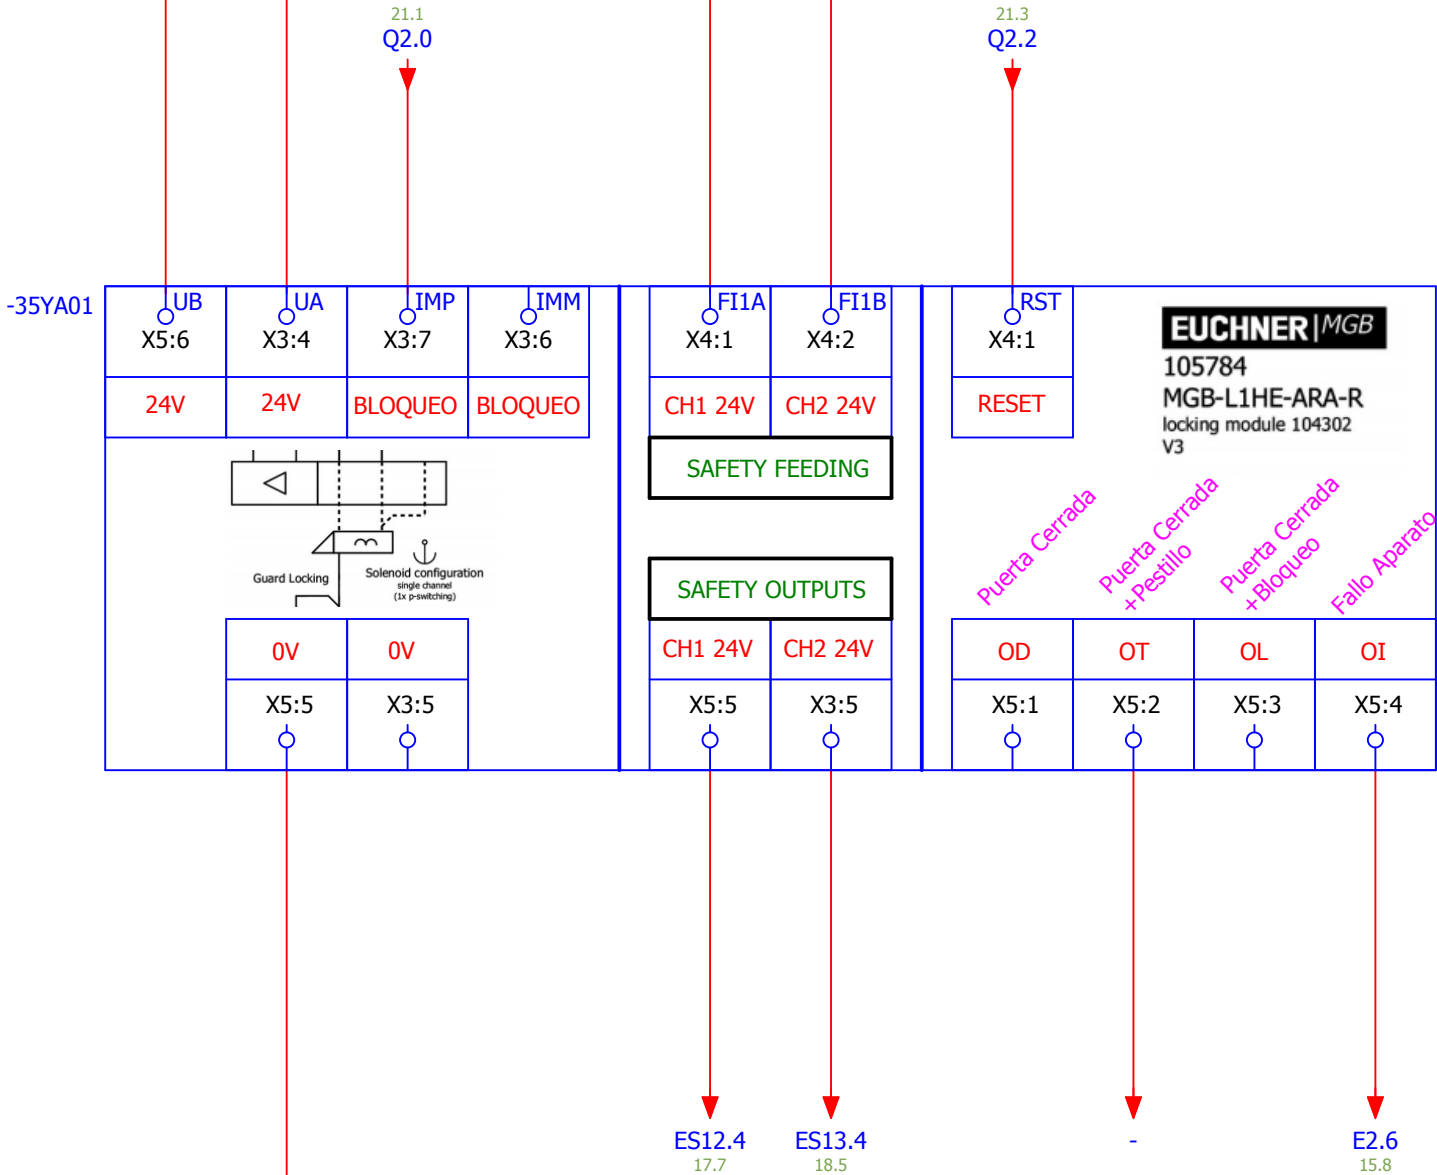 21.1
Q2.0
21.3
Q2.2
-35YA01
UB
UA
IMP
IMM
FI1A
FI1B
RST
X5:6
X3:4
X3:7
X3:6
X4:1
X4:2
X4:1
24V
24V
BLOQUEO
BLOQUEO
CH1 24V
CH2 24V
RESET
EUCHNER|MGB
105784
MGB-L1HE-ARA-R
locking module 104302
V3
SAFETY FEEDING
Guard Locking
Solenoid configuration
single channel
(1x p-switching)
SAFETY OUTPUTS
Puerta Cerrada
Puerta Cerrada
+Pestillo
Puerta Cerrada
+Bloqueo
Fallo Aparato
0V
0V
CH1 24V
CH2 24V
OD
OT
OL
OI
X5:5
X3:5
X5:5
X3:5
X5:1
X5:2
X5:3
X5:4
ES12.4
17.7
ES13.4
18.5
-
E2.6
15.8